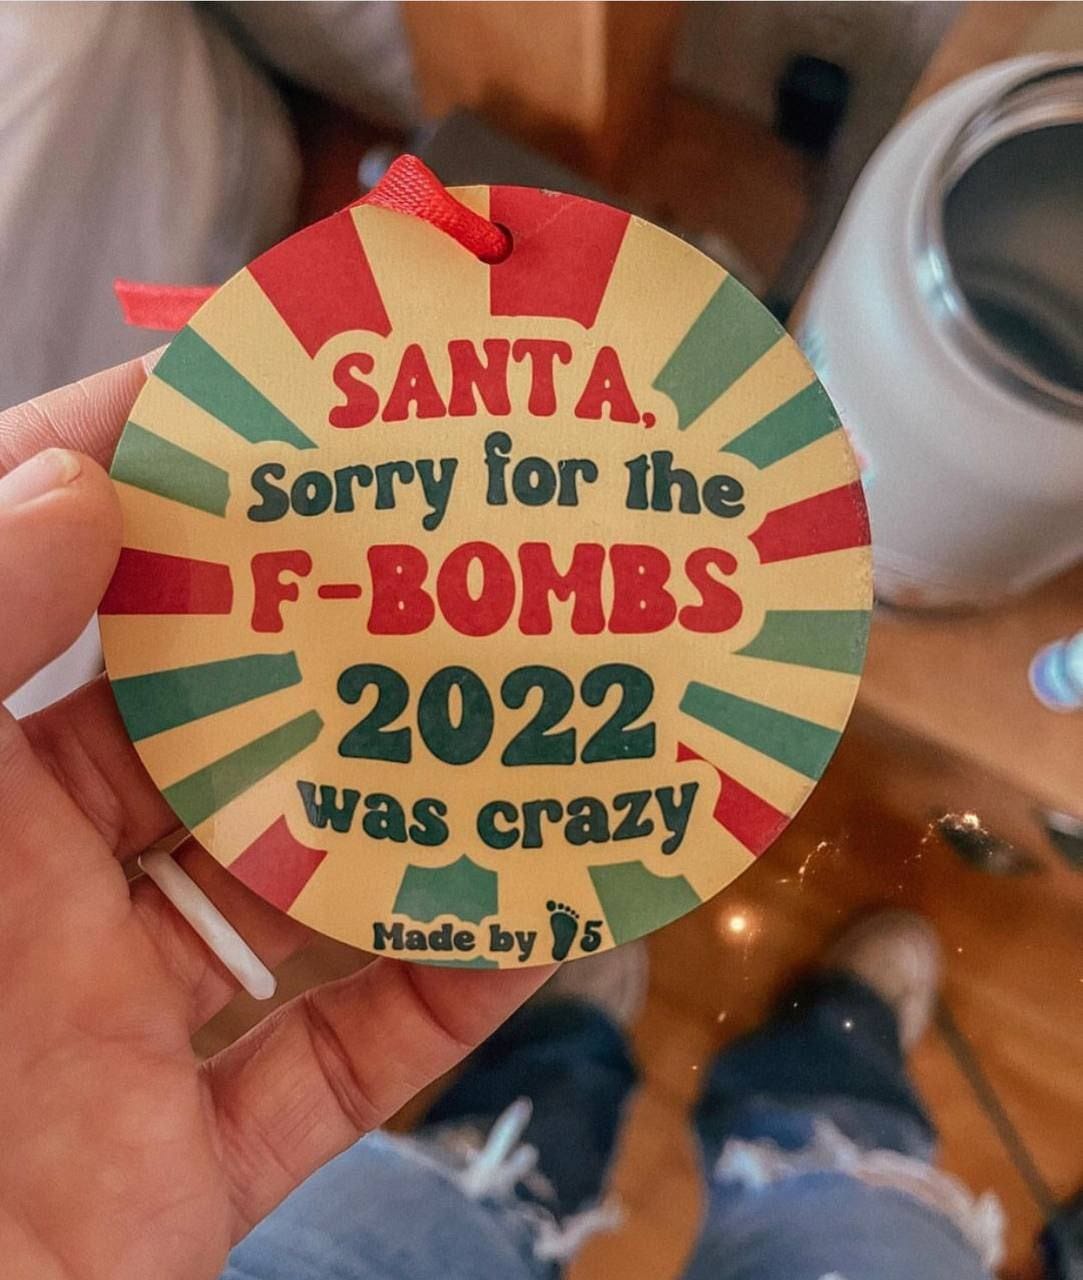 SANTA,
Sorry for the
F-BOMBS
2022
was crazy
Made by 5